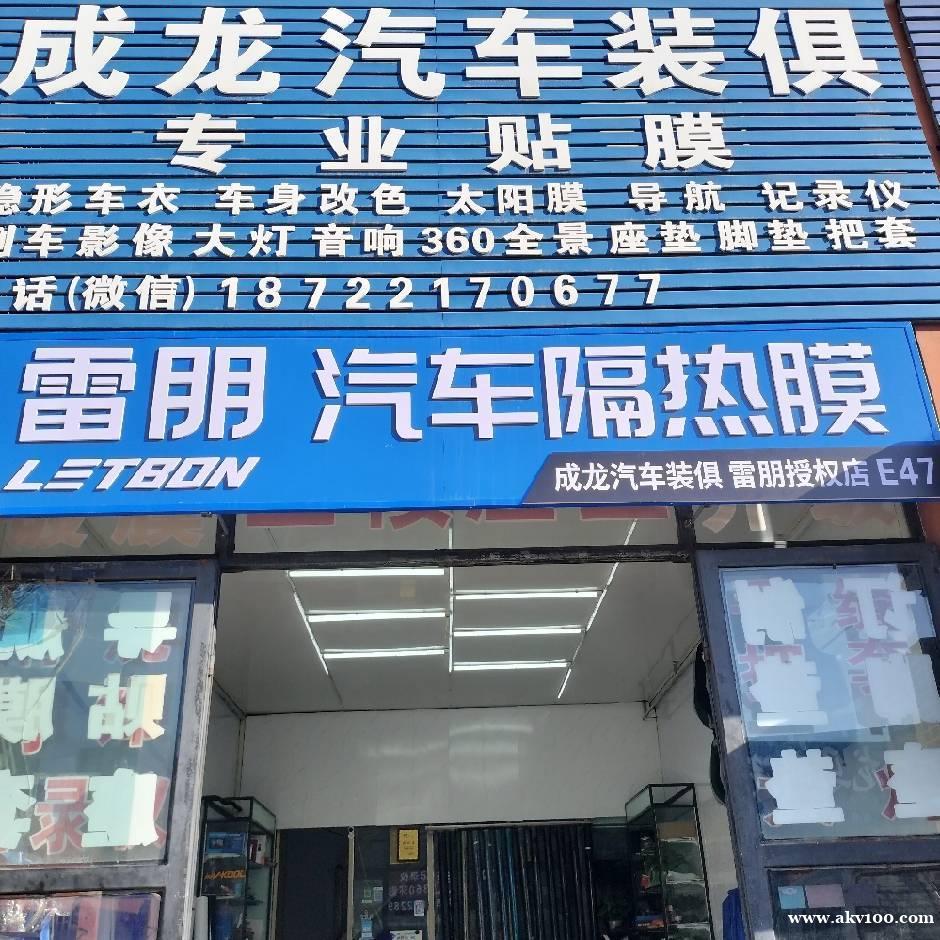 成龙汽车装俱
专业贴膜
隐形车衣 车身改色 太阳膜 导航 记录仪
倒车影像 大灯 音响 360全景 座垫 脚垫 把套
话(微信)18722170677
雷朋 汽车隔热膜
LETBON
成龙汽车装俱 雷朋授权店 E47
www.akv100.com